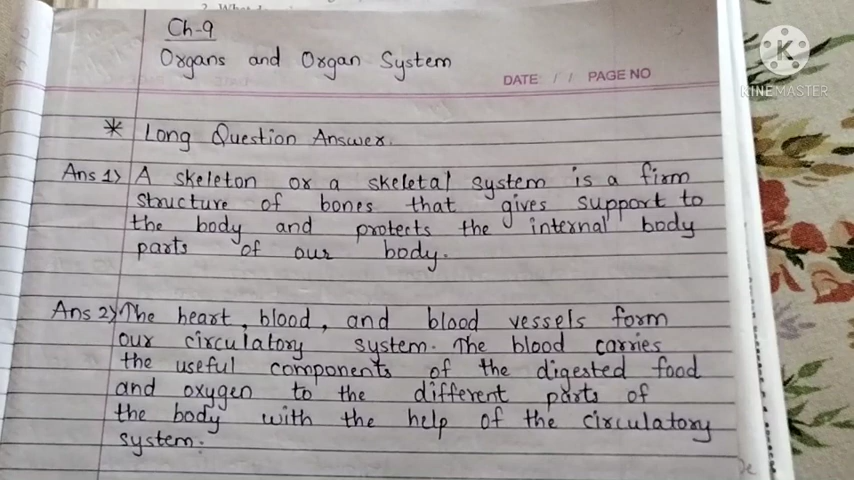 Ch-9
Organs and Organ System
DATE / / PAGE NO
KINEMASTER
* Long Question Answer.
Ans 1) A skeleton or a skeletal system is a firm
structure of bones that gives support to
the body and protects the internal body
parts of our body.
Ans 2) The heart, blood, and blood vessels form
our circulatory system. The blood carries
the useful components of the digested food
and oxygen to the different parts of
the body with the help of the circulatory
system.